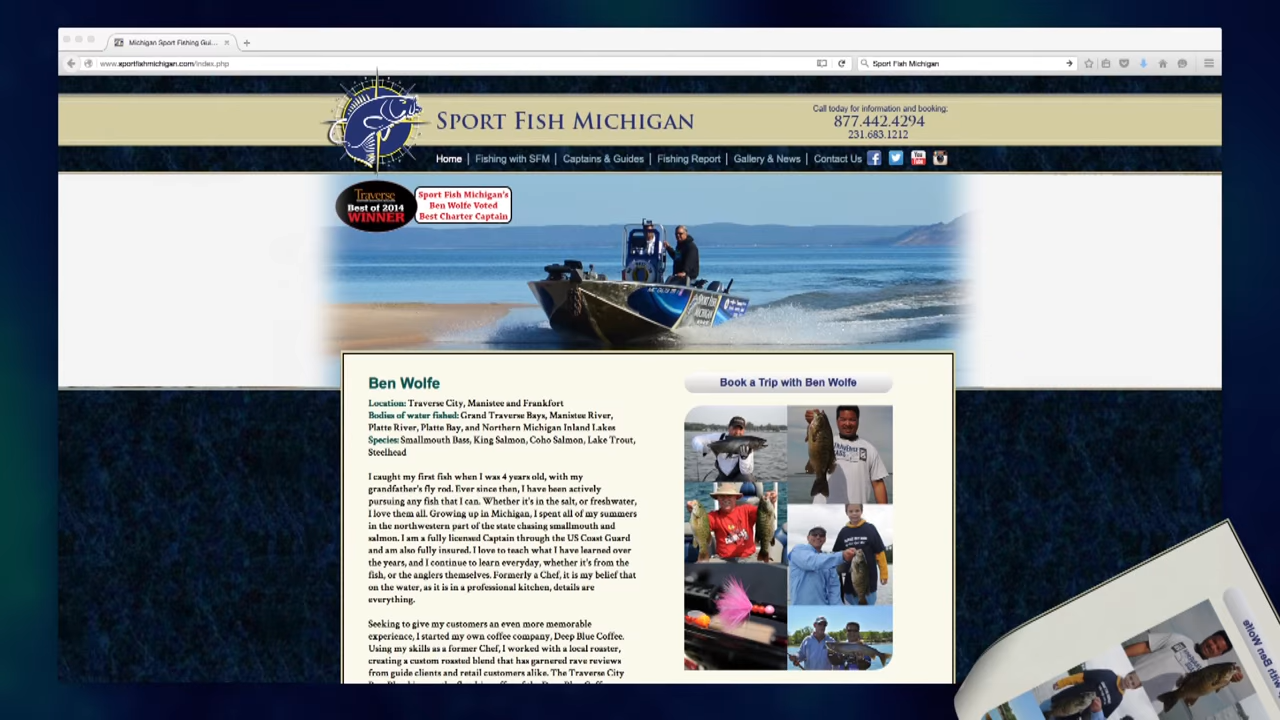 Michigan Sport Fishing Gui...
www.sportfishmichigan.com/index.php
Sport Fish Michigan
SPORT FISH MICHIGAN
Call today for information and booking:
877.442.4294
231.683.1212
Home | Fishing with SFM | Captains & Guides | Fishing Report | Gallery & News | Contact Us
Traverse
Best of 2014
WINNER
Sport Fish Michigan's
Ben Wolfe Voted
Best Charter Captain
Ben Wolfe
Location: Traverse City, Manistee and Frankfort
Bodies of water fished: Grand Traverse Bays, Manistee River,
Platte River, Platte Bay, and Northern Michigan Inland Lakes
Species: Smallmouth Bass, King Salmon, Coho Salmon, Lake Trout,
Steelhead
I caught my first fish when I was 4 years old, with my
grandfather's fly rod. Ever since then, I have been actively
pursuing any fish that I can. Whether it's in the salt, or freshwater,
I love them all. Growing up in Michigan, I spent all of my summers
in the northwestern part of the state chasing smallmouth and
salmon. I am a fully licensed Captain through the US Coast Guard
and am also fully insured. I love to teach what I have learned over
the years, and I continue to learn everyday, whether it's from the
fish, or the anglers themselves. Formerly a Chef, it is my belief that
on the water, as it is in a professional kitchen, details are
everything.
Seeking to give my customers an even more memorable
experience, I started my own coffee company, Deep Blue Coffee.
Using my skills as a former Chef, I worked with a local roaster,
creating a custom roasted blend that has garnered rave reviews
from guide clients and retail customers alike. The Traverse City
Book a Trip with Ben Wolfe
with Ben Wolfe